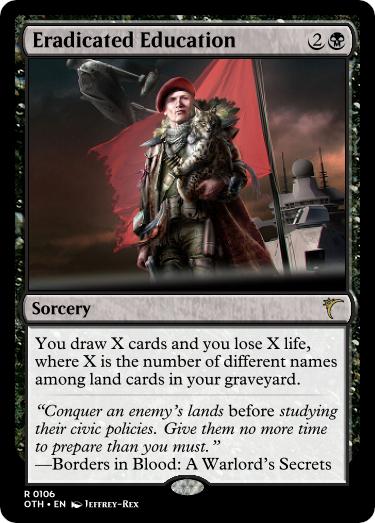 Eradicated Education 2
Sorcery
You draw X cards and you lose X life,
where X is the number of different names
among land cards in your graveyard.
“Conquer an enemy's lands before studying
their civic policies. Give them no more time
to prepare than you must.”
—Borders in Blood: A Warlord's Secrets
R 0106
OTH • EN Jeffrey-Rex